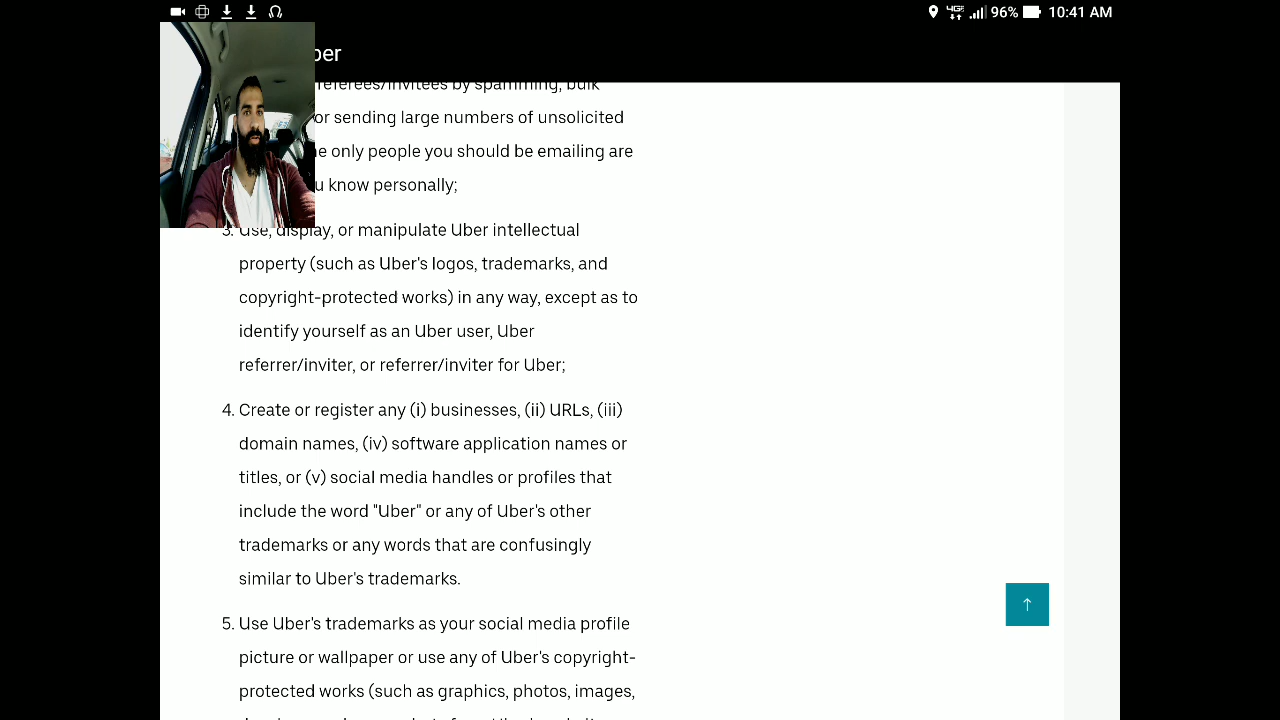 96% 10:41 AM
ber
referees/invitees by spamming, bulk
or sending large numbers of unsolicited
e only people you should be emailing are
u know personally;
3. Use, display, or manipulate Uber intellectual
property (such as Uber's logos, trademarks, and
copyright-protected works) in any way, except as to
identify yourself as an Uber user, Uber
referrer/inviter, or referrer/inviter for Uber;
4. Create or register any (i) businesses, (ii) URLs, (iii)
domain names, (iv) software application names or
titles, or (v) social media handles or profiles that
include the word "Uber" or any of Uber's other
trademarks or any words that are confusingly
similar to Uber's trademarks.
5. Use Uber's trademarks as your social media profile
picture or wallpaper or use any of Uber's copyright-
protected works (such as graphics, photos, images,